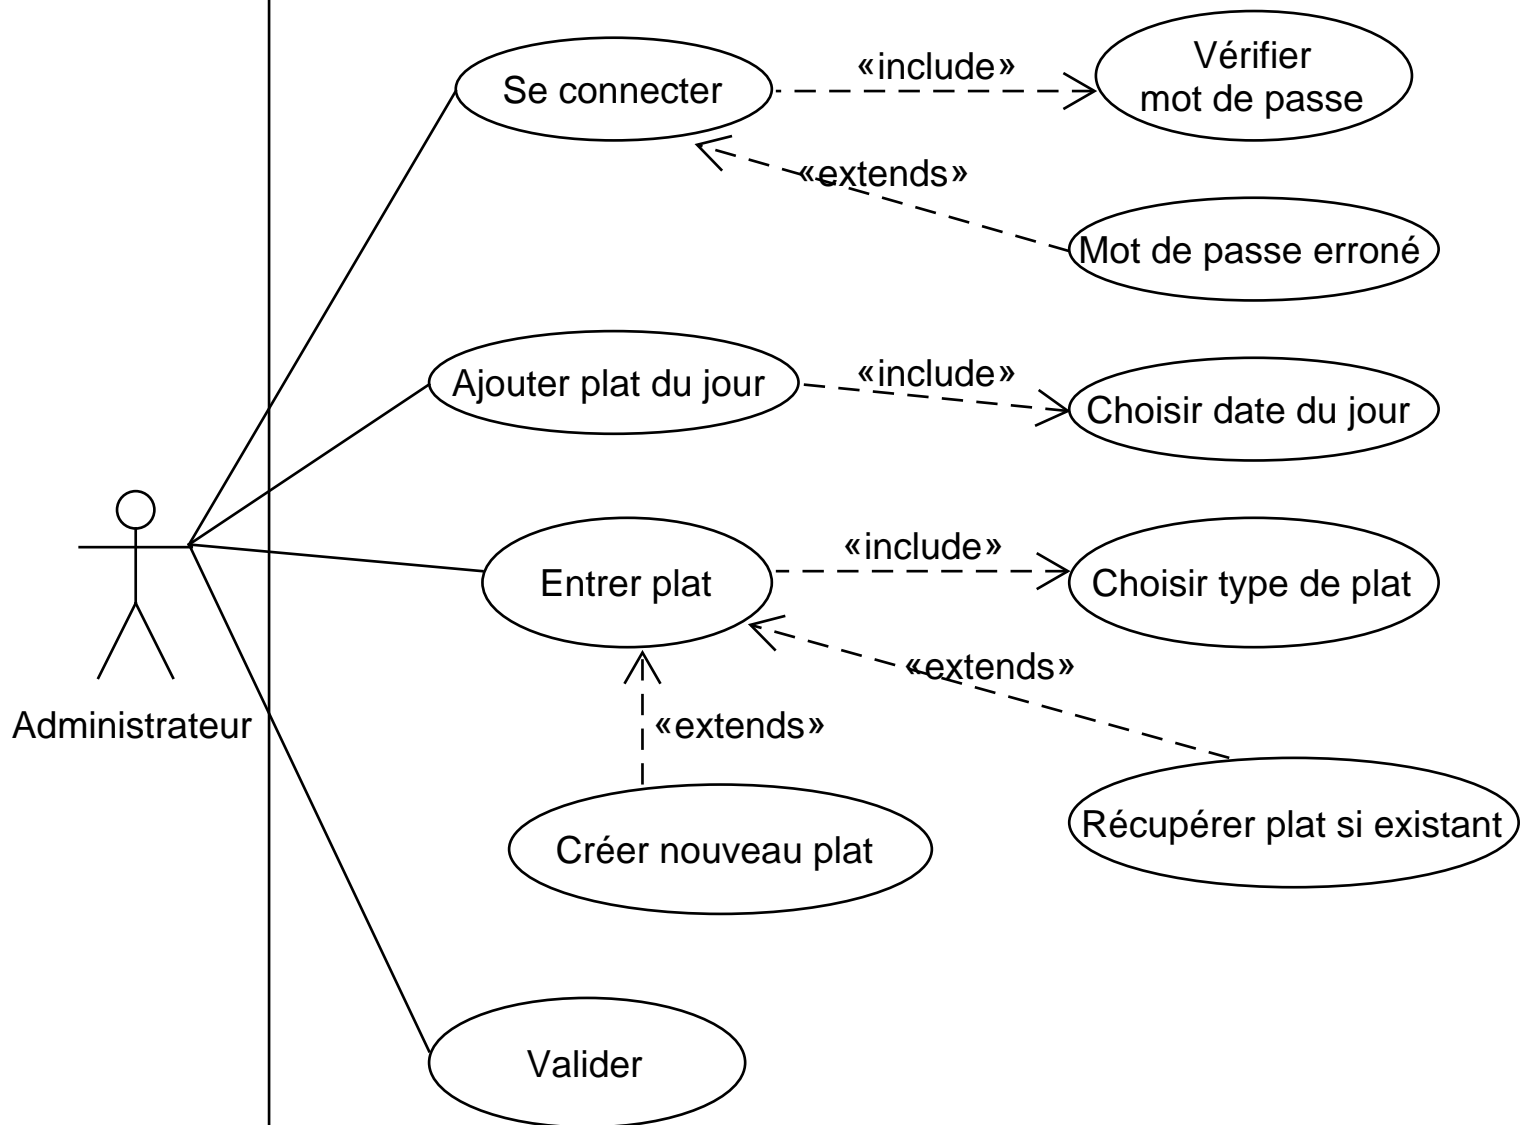 Se connecter
«include»
Vérifier
mot de passe
«extends»
Mot de passe erroné
Ajouter plat du jour
«include»
Choisir date du jour
Entrer plat
«include»
Choisir type de plat
«extends»
Administrateur
«extends»
Créer nouveau plat
Récupérer plat si existant
Valider